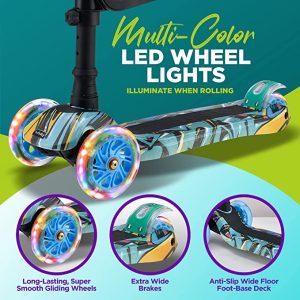 Multi-Color
LED WHEEL
LIGHTS
ILLUMINATE WHEN ROLLING
Long-Lasting, Super
Smooth Gliding Wheels
Extra Wide
Brakes
Anti-Slip Wide Floor
Foot-Base Deck